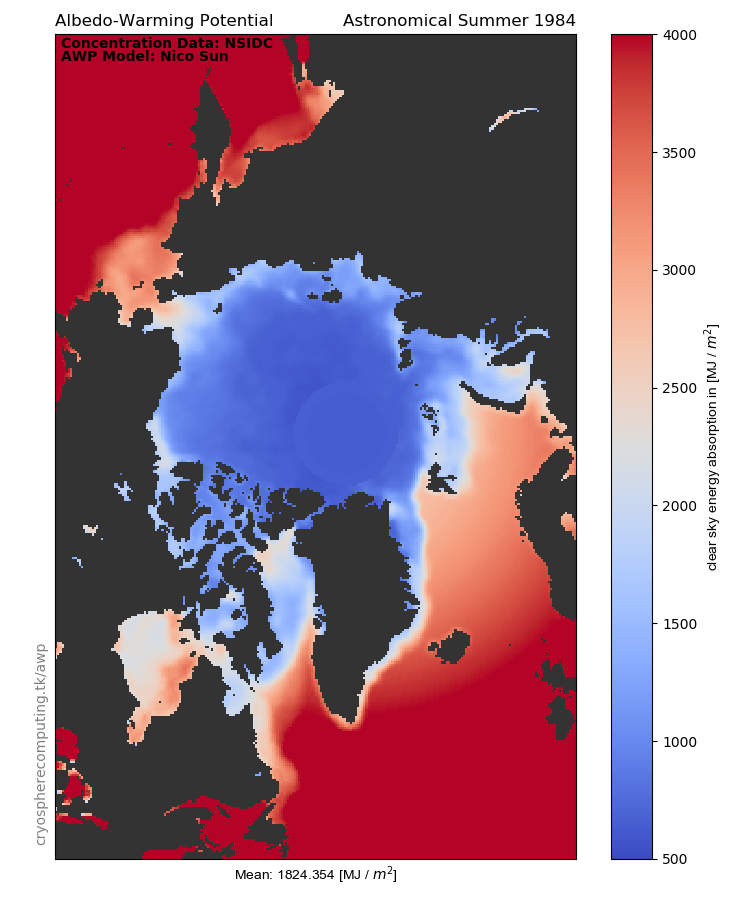 Albedo-Warming Potential Astronomical Summer 1984
Concentration Data: NSIDC
AWP Model: Nico Sun
4000
3500
3000
2500
2000
1500
1000
500
clear sky energy absorption in [MJ / m²]
cryospherecomputing.tk/awp
Mean: 1824.354 [MJ / m²]